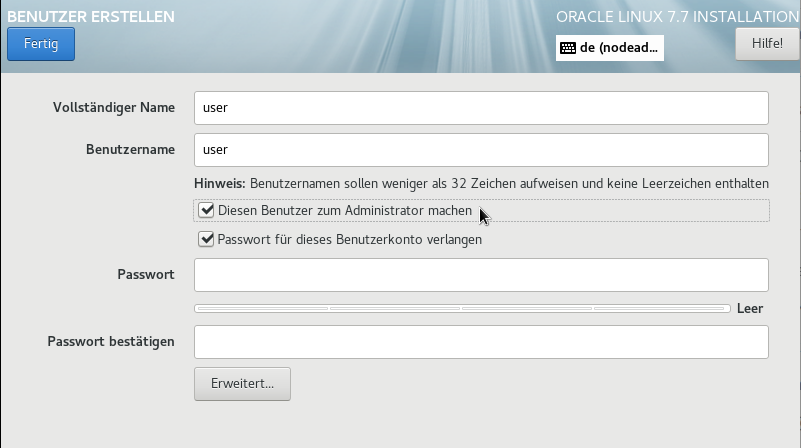 BENUTZER ERSTELLEN
ORACLE LINUX 7.7 INSTALLATION
Fertig
de (nodead...
Hilfe!
Vollständiger Name
user
Benutzername
user
Hinweis: Benutzernamen sollen weniger als 32 Zeichen aufweisen und keine Leerzeichen enthalten
Diesen Benutzer zum Administrator machen
Passwort für dieses Benutzerkonto verlangen
Passwort
Leer
Passwort bestätigen
Erweitert...